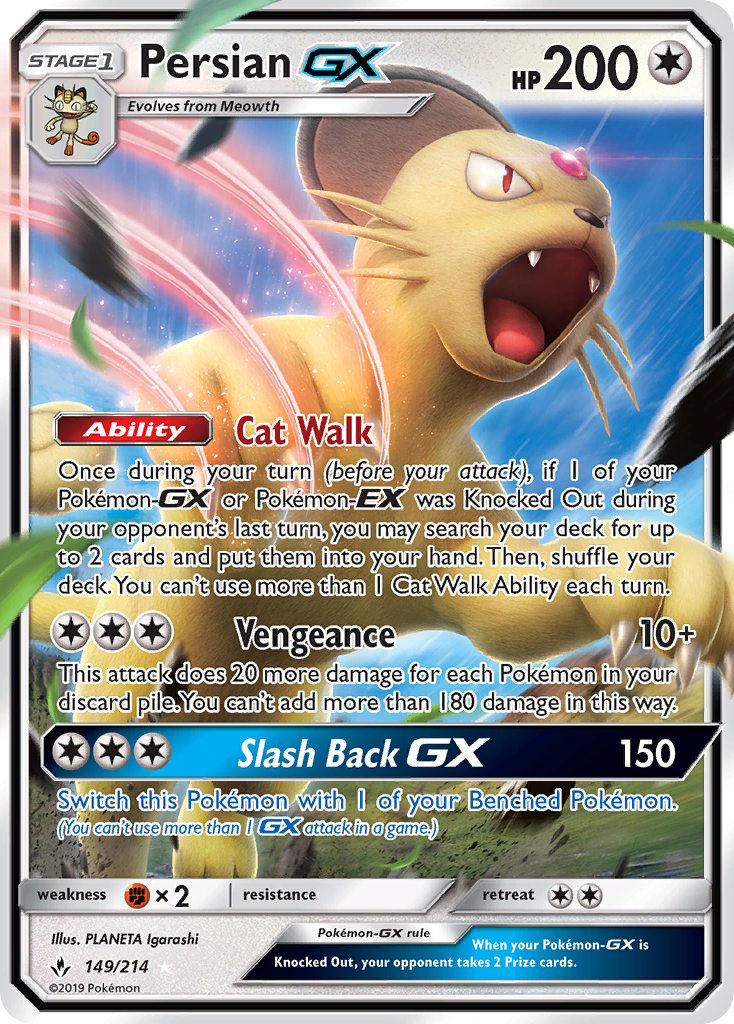 STAGE1
Persian GX
HP200
Evolves from Meowth
Ability Cat Walk
Once during your turn (before your attack), if 1 of your
Pokémon-GX or Pokémon-EX was Knocked Out during
your opponent's last turn, you may search your deck for up
to 2 cards and put them into your hand. Then, shuffle your
deck. You can't use more than 1 Cat Walk Ability each turn.
Vengeance 10+
This attack does 20 more damage for each Pokémon in your
discard pile. You can't add more than 180 damage in this way.
Slash Back GX 150
Switch this Pokémon with 1 of your Benched Pokémon.
(You can't use more than 1 GX attack in a game.)
weakness ×2 resistance retreat
Illus. PLANETA Igarashi
149/214
©2019 Pokémon
Pokémon-GX rule
When your Pokémon-GX is
Knocked Out, your opponent takes 2 Prize cards.